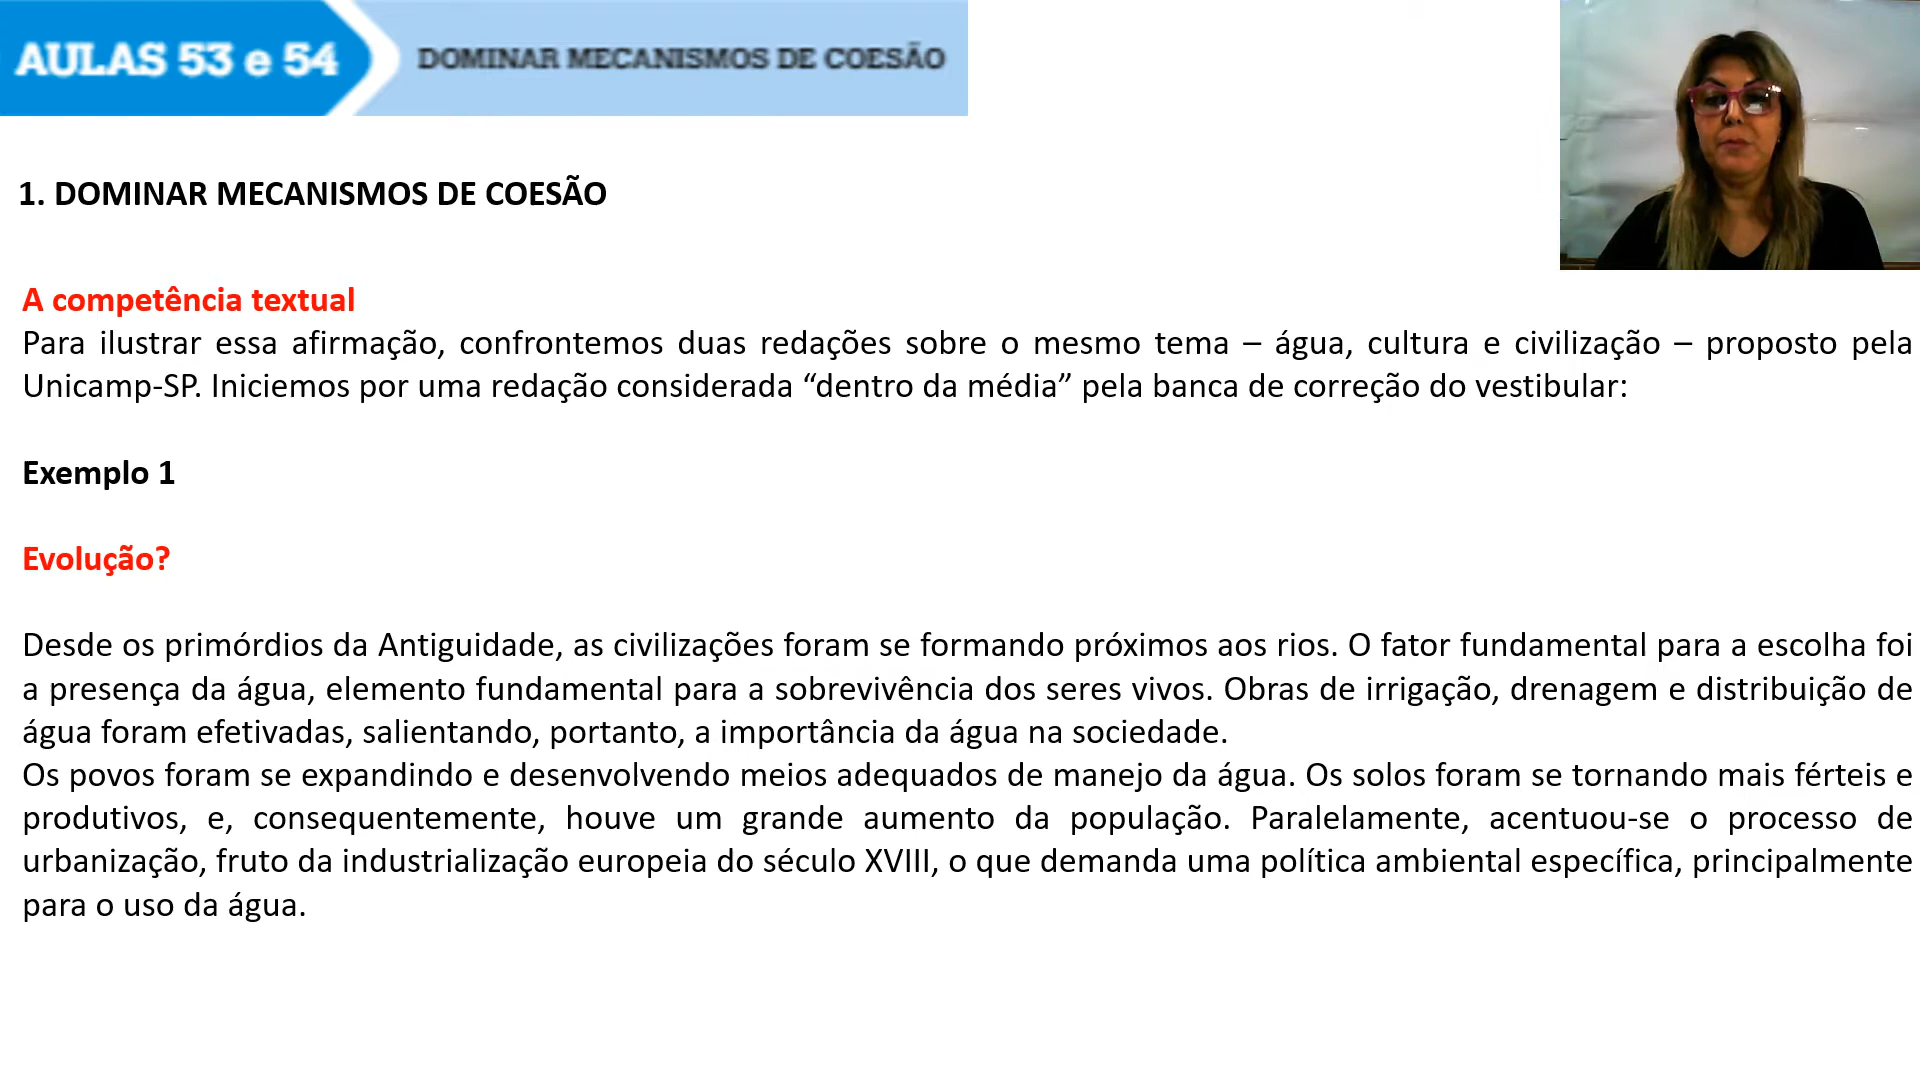 AULAS 53 e 54
DOMINAR MECANISMOS DE COESÃO
1. DOMINAR MECANISMOS DE COESÃO
A competência textual
Para ilustrar essa afirmação, confrontemos duas redações sobre o mesmo tema – água, cultura e civilização – proposto pela
Unicamp-SP. Iniciemos por uma redação considerada “dentro da média” pela banca de correção do vestibular:
Exemplo 1
Evolução?
Desde os primórdios da Antiguidade, as civilizações foram se formando próximos aos rios. O fator fundamental para a escolha foi
a presença da água, elemento fundamental para a sobrevivência dos seres vivos. Obras de irrigação, drenagem e distribuição de
água foram efetivadas, salientando, portanto, a importância da água na sociedade.
Os povos foram se expandindo e desenvolvendo meios adequados de manejo da água. Os solos foram se tornando mais férteis e
produtivos, e, consequentemente, houve um grande aumento da população. Paralelamente, acentuou-se o processo de
urbanização, fruto da industrialização europeia do século XVIII, o que demanda uma política ambiental específica, principalmente
para o uso da água.